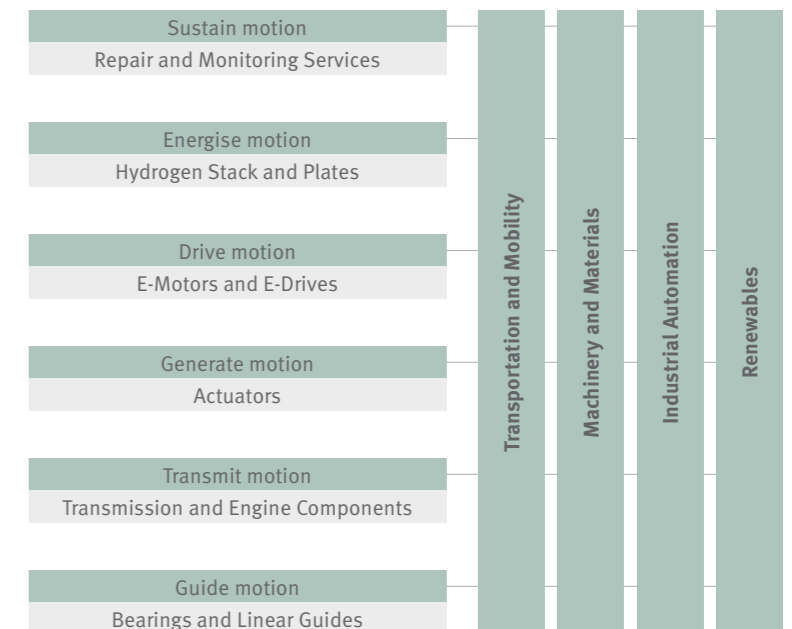 Sustain motion
Repair and Monitoring Services
Energise motion
Hydrogen Stack and Plates
Drive motion
E-Motors and E-Drives
Generate motion
Actuators
Transmit motion
Transmission and Engine Components
Guide motion
Bearings and Linear Guides
Transportation and Mobility
Machinery and Materials
Industrial Automation
Renewables